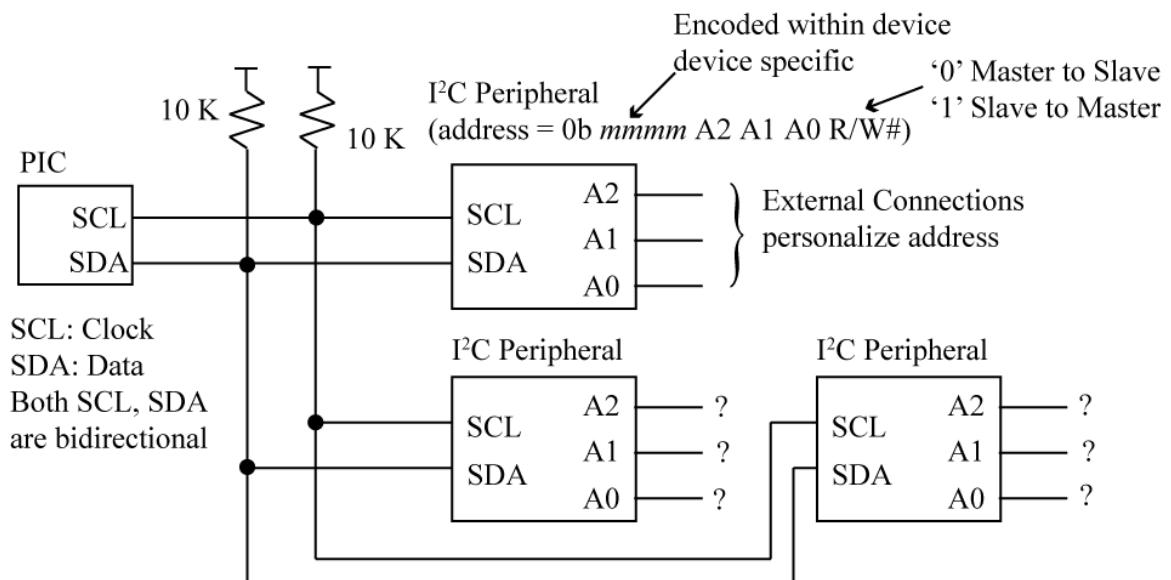 Encoded within device
device specific
‘0’ Master to Slave
‘1’ Slave to Master
I²C Peripheral
(address = 0b mmmm A2 A1 A0 R/W#)
10 K
10 K
PIC
SCL
SDA
SCL
SDA
A2
A1
A0
External Connections
personalize address
SCL: Clock
SDA: Data
Both SCL, SDA
are bidirectional
I²C Peripheral
SCL
SDA
A2 ?
A1 ?
A0 ?
I²C Peripheral
SCL
SDA
A2 ?
A1 ?
A0 ?